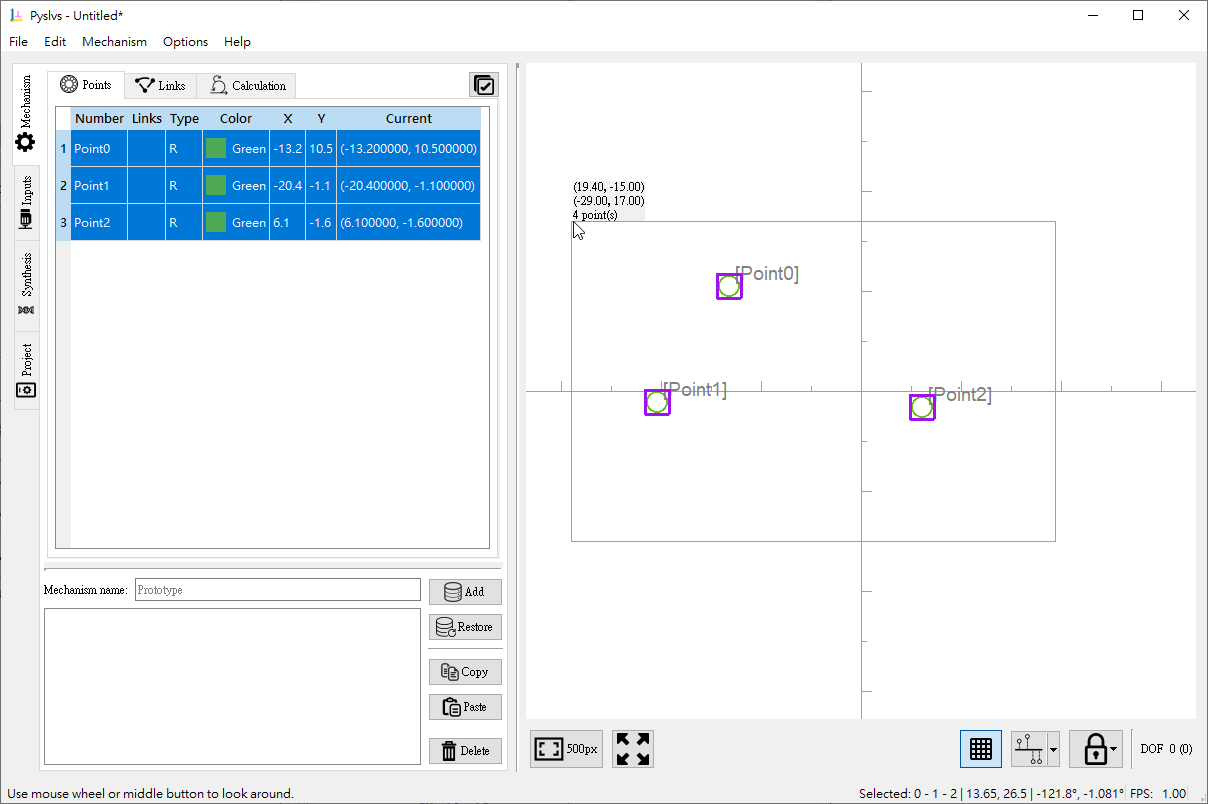 Pyslvs - Untitled*
File Edit Mechanism Options Help
Mechanism
Inputs
Synthesis
Project
Points Links Calculation
Number Links Type Color X Y Current
1 Point0 R Green -13.2 10.5 (-13.200000, 10.500000)
2 Point1 R Green -20.4 -1.1 (-20.400000, -1.100000)
3 Point2 R Green 6.1 -1.6 (6.100000, -1.600000)
Mechanism name: Prototype
Add
Restore
Copy
Paste
Delete
(19.40, -15.00)
(-29.00, 17.00)
4 point(s)
[Point0]
[Point1]
[Point2]
500px
DOF 0 (0)
Use mouse wheel or middle button to look around.
Selected: 0 - 1 - 2 | 13.65, 26.5 | -121.8°, -1.081° FPS: 1.00